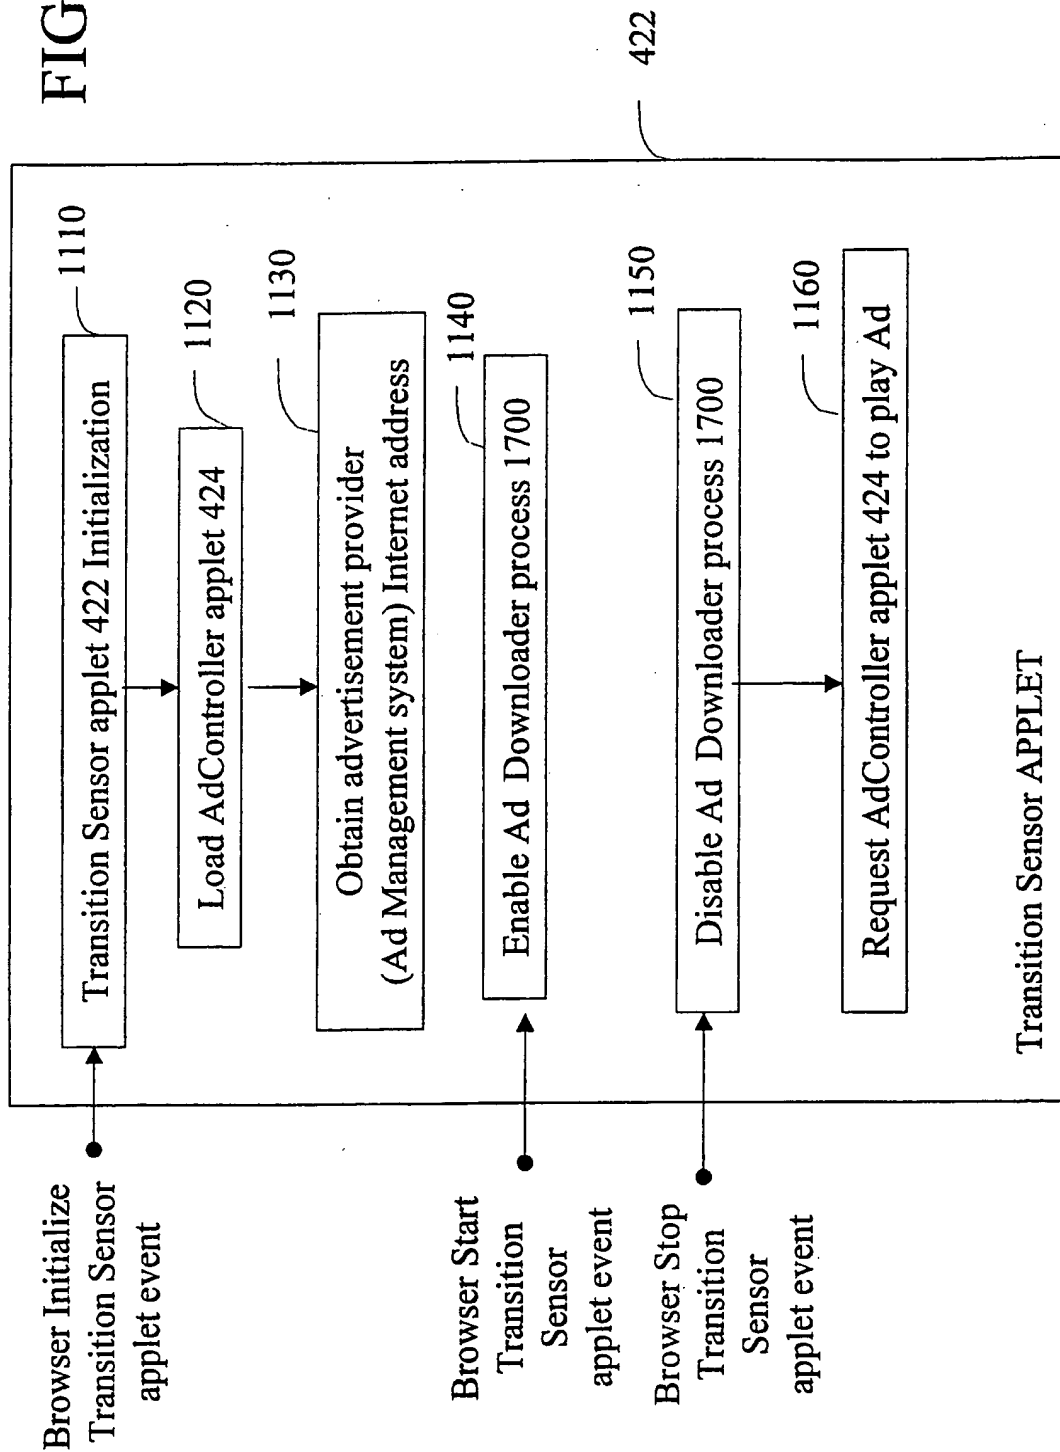 FIG
422
1110
Transition Sensor applet 422 Initialization
1120
Load AdController applet 424
1130
Obtain advertisement provider
(Ad Management system) Internet address
1140
Enable Ad Downloader process 1700
1150
Disable Ad Downloader process 1700
1160
Request AdController applet 424 to play Ad
Transition Sensor APPLET
Browser Initialize
Transition Sensor
applet event
Browser Start
Transition
Sensor
applet event
Browser Stop
Transition
Sensor
applet event